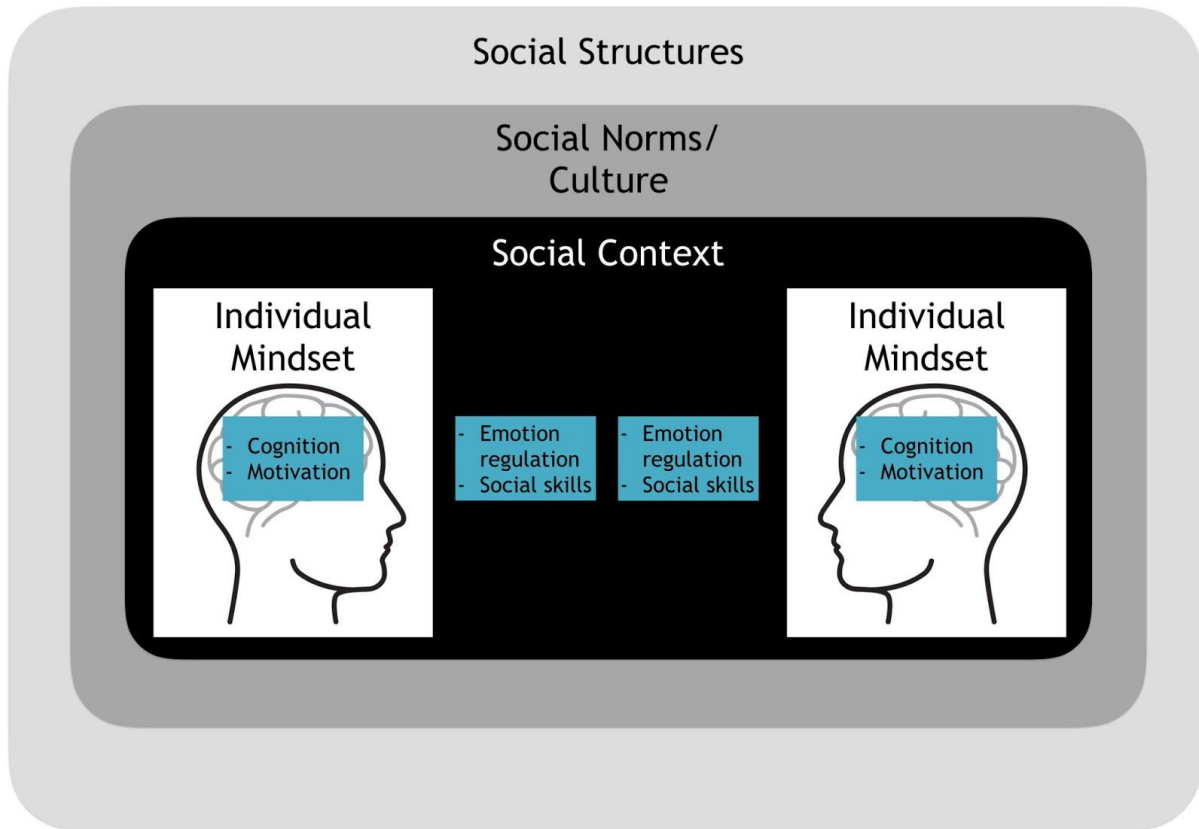 Social Structures
Social Norms/
Culture
Social Context
Individual
Mindset
- Cognition
- Motivation
- Emotion
regulation
- Social skills
- Emotion
regulation
- Social skills
Individual
Mindset
- Cognition
- Motivation